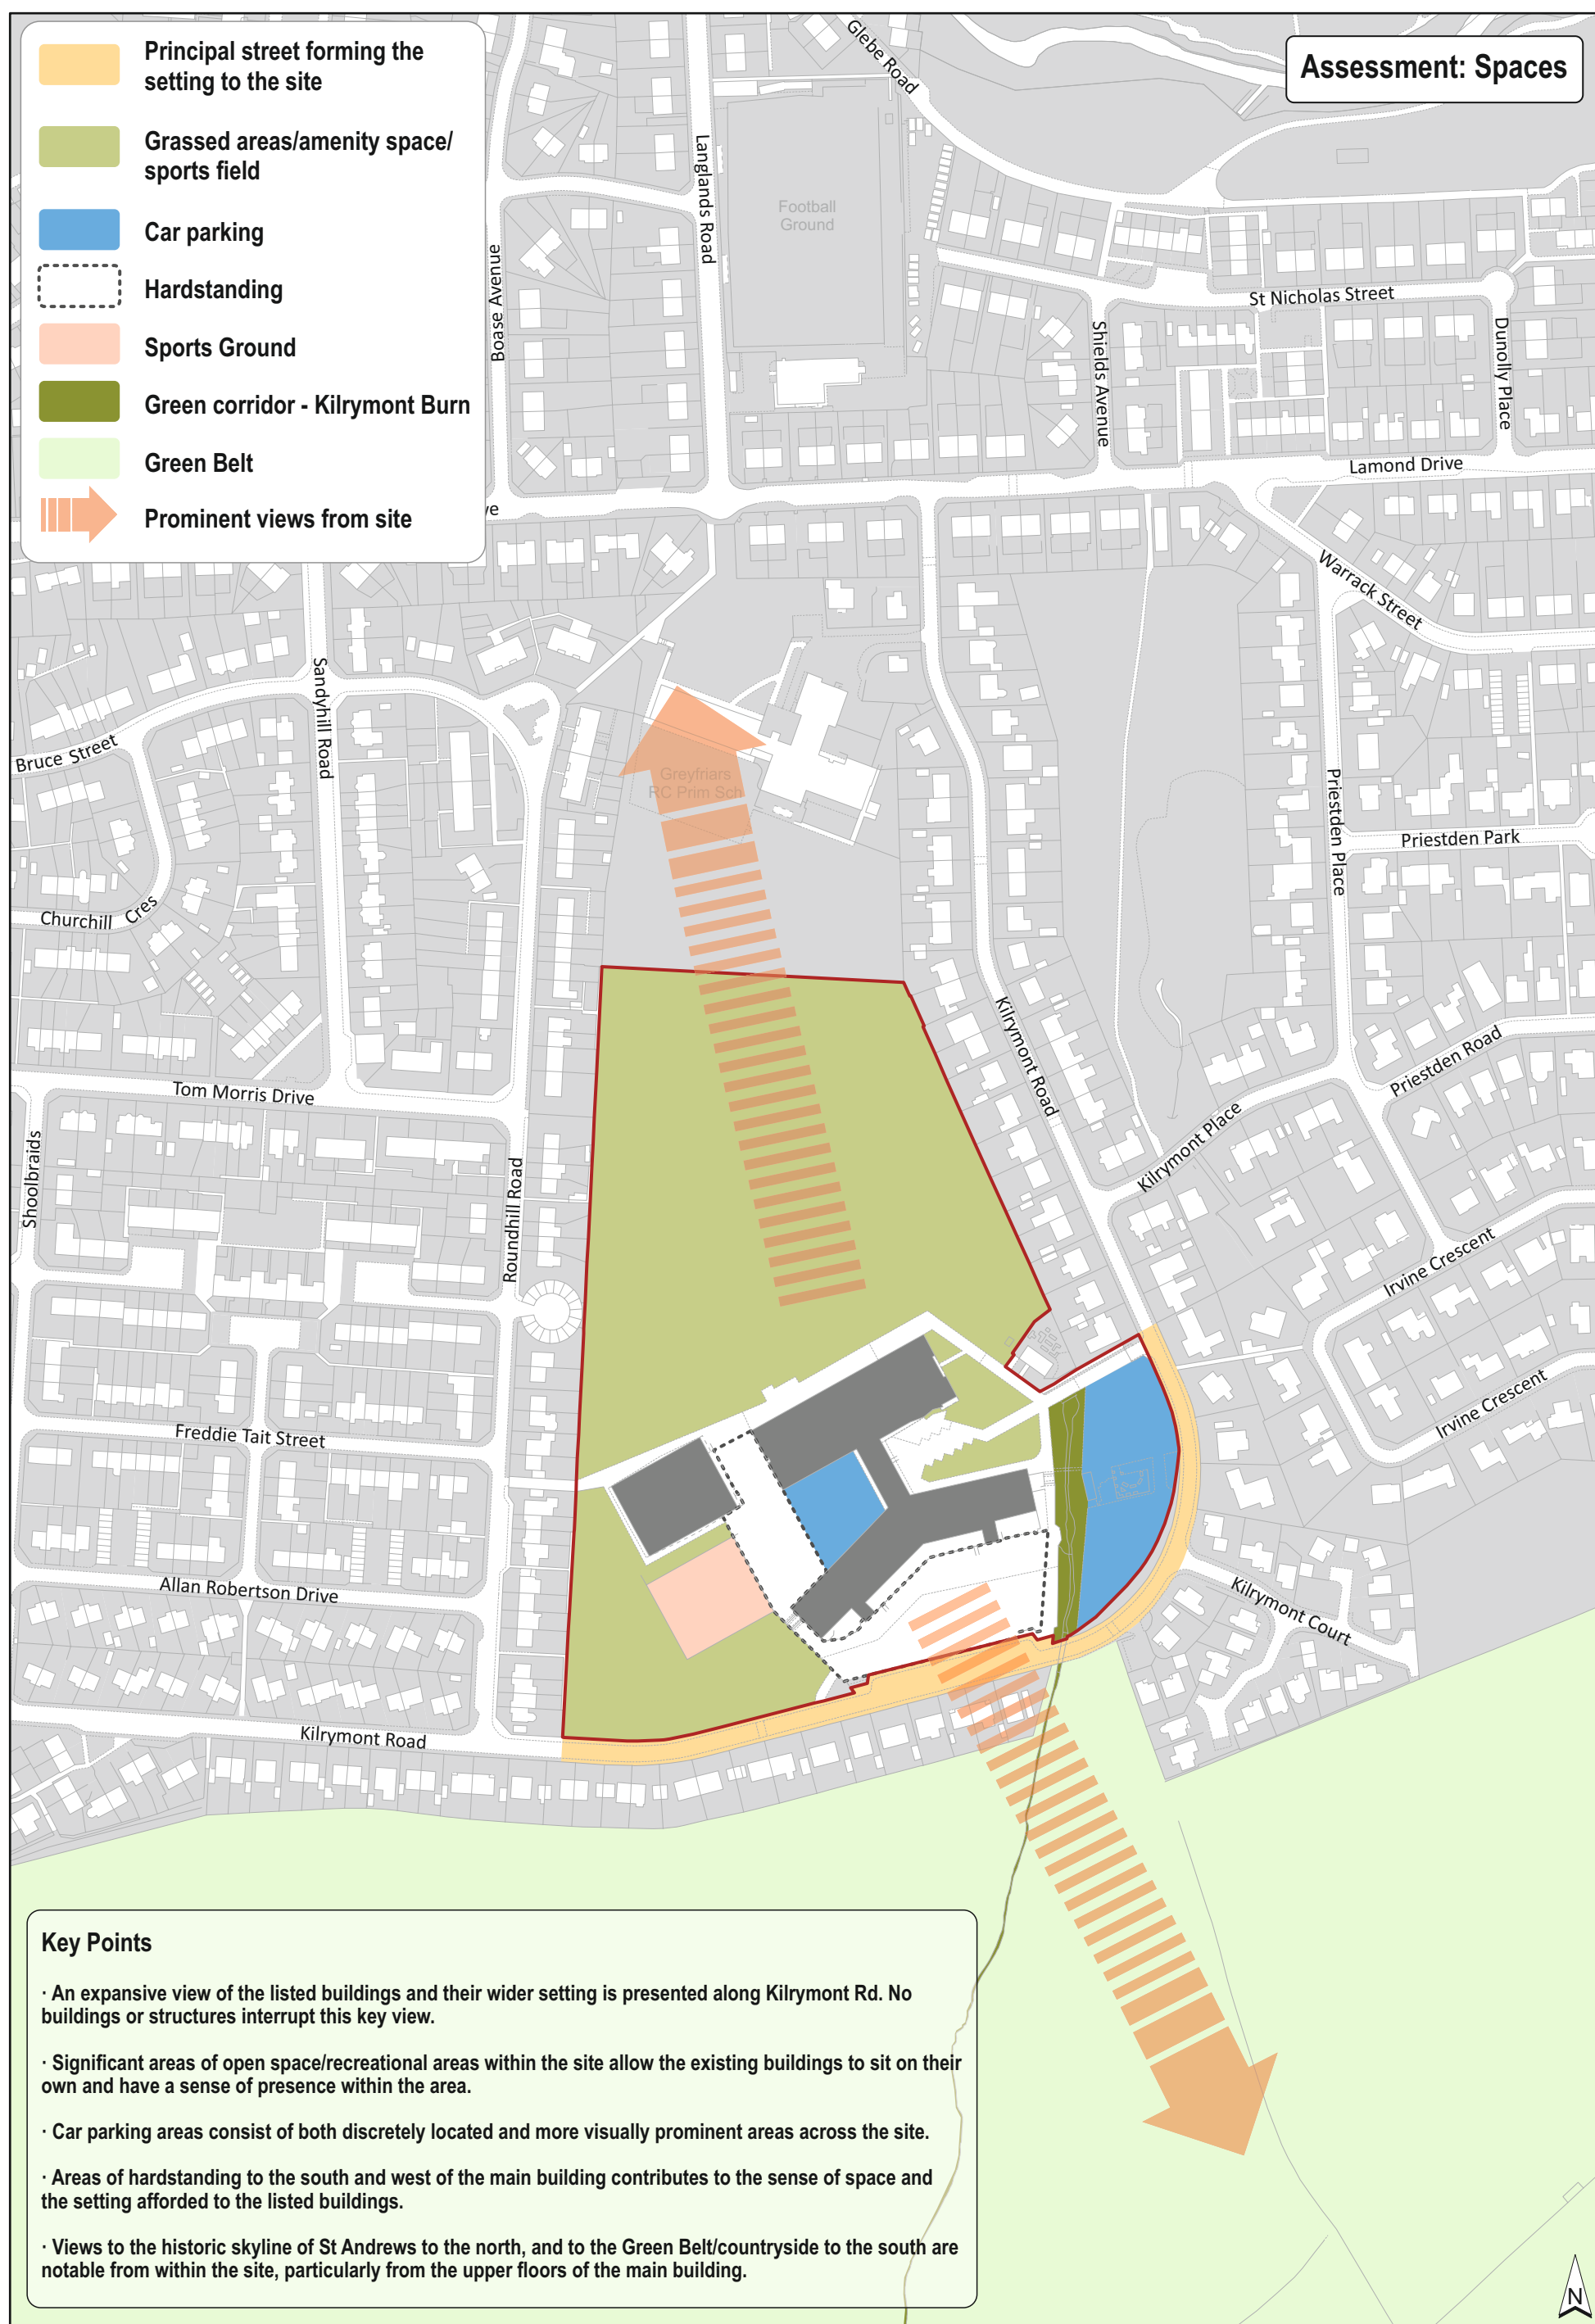 Assessment: Spaces
Principal street forming the
setting to the site
Grassed areas/amenity space/
sports field
Car parking
Hardstanding
Sports Ground
Green corridor - Kilrymont Burn
Green Belt
Prominent views from site
Glebe Road
Langlands Road
Football
Ground
Boase Avenue
St Nicholas Street
Shields Avenue
Dunolly Place
Lamond Drive
ve
Warrack Street
Sandyhill Road
Bruce Street
Greyfriars
RC Prim Sch
Priestden Place
Priestden Park
Churchill Cres
Kilrymont Road
Priestden Road
Tom Morris Drive
Kilrymont Place
Shoolbraids
Roundhill Road
Irvine Crescent
Irvine Crescent
Freddie Tait Street
Allan Robertson Drive
Kilrymont Court
Kilrymont Road
Key Points
· An expansive view of the listed buildings and their wider setting is presented along Kilrymont Rd. No
buildings or structures interrupt this key view.
· Significant areas of open space/recreational areas within the site allow the existing buildings to sit on their
own and have a sense of presence within the area.
· Car parking areas consist of both discretely located and more visually prominent areas across the site.
· Areas of hardstanding to the south and west of the main building contributes to the sense of space and
the setting afforded to the listed buildings.
· Views to the historic skyline of St Andrews to the north, and to the Green Belt/countryside to the south are
notable from within the site, particularly from the upper floors of the main building.
N